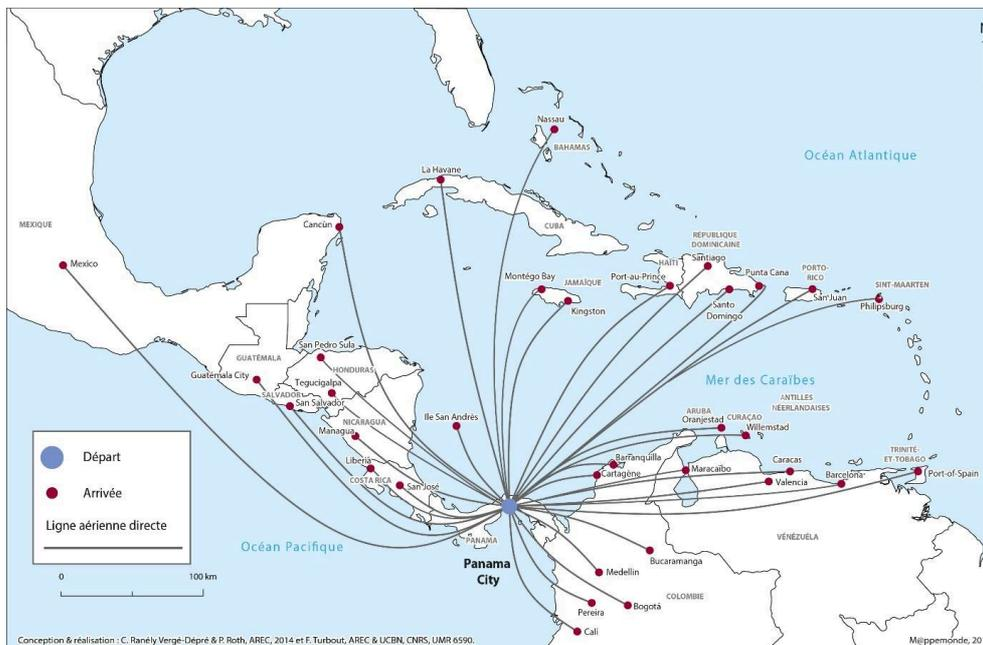 N
Nassau
BAHAMAS
Océan Atlantique
La Havane
MEXIQUE
Cancùn
CUBA
RÉPUBLIQUE
DOMINICAINE
Mexico
HAÏTI
Santiago
Montégo Bay
JAMAÏQUE
Port-au-Prince
Punta Cana
PORTO-
RICO
SINT-MAARTEN
Kingston
Santo
Domingo
San Juan
Philipsburg
San Pedro Sula
GUATÉMALA
HONDURAS
Guatémala City
Tegucigalpa
Mer des Caraïbes
SALVADOR
San Salvador
ANTILLES
NÉERLANDAISES
Ile San Andrès
ARUBA
Oranjestad
CURAÇAO
Willemstad
NICARAGUA
Managua
Départ
Liberia
Barranquilla
Cartagène
Maracaïbo
Caracas
TRINITÉ-
ET-TOBAGO
Barcelona
Port-of-Spain
COSTA RICA
San José
Valencia
Arrivée
Ligne aérienne directe
Océan Pacifique
PANAMA
Panama
City
VÉNÉZUÉLA
Bucaramanga
Medellin
COLOMBIE
0
100 km
Pereira
Bogotá
Cali
Conception & réalisation : C. Ranély Vergé-Dépré & P. Roth, AREC, 2014 et F. Turbout, AREC & UCBN, CNRS, UMR 6590.
M@ppemonde, 20